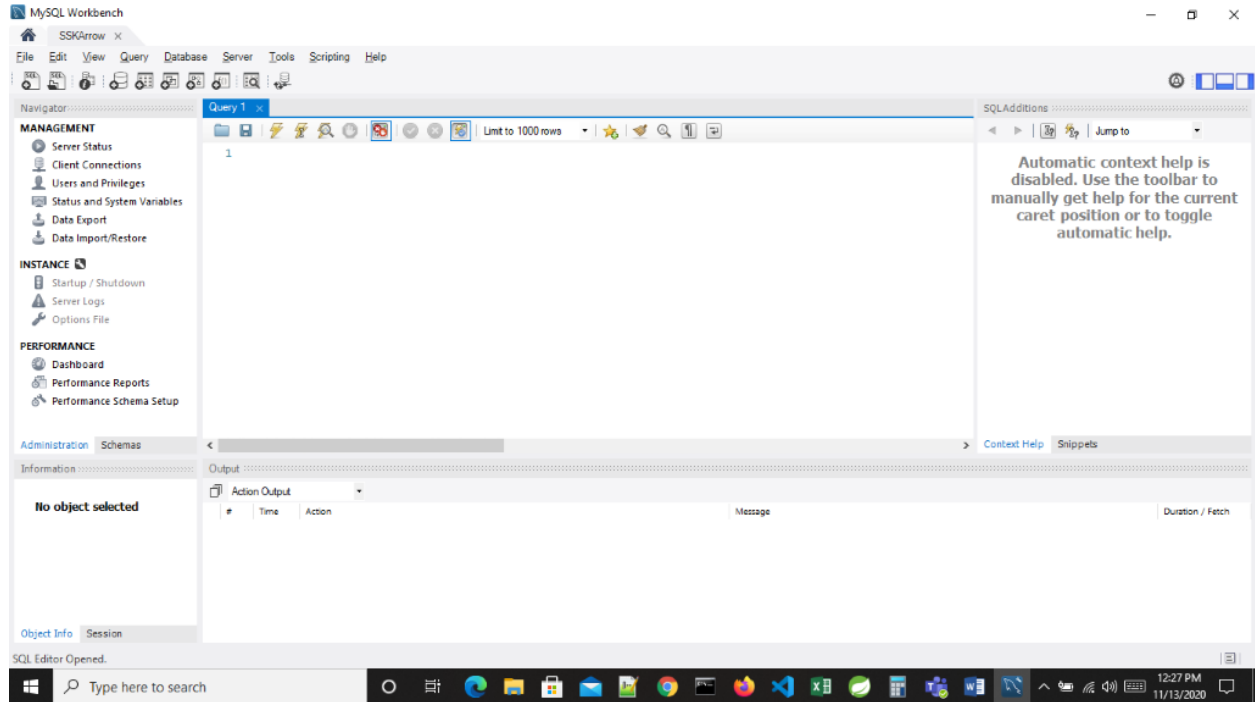 MySQL Workbench
SSKArrow
File Edit View Query Database Server Tools Scripting Help
Navigator
MANAGEMENT
Server Status
Client Connections
Users and Privileges
Status and System Variables
Data Export
Data Import/Restore
INSTANCE
Startup / Shutdown
Server Logs
Options File
PERFORMANCE
Dashboard
Performance Reports
Performance Schema Setup
Administration Schemas
Query 1
Limit to 1000 rows
1
SQLAdditions
Jump to
Automatic context help is
disabled. Use the toolbar to
manually get help for the current
caret position or to toggle
automatic help.
Context Help Snippets
Information
No object selected
Object Info Session
Output
Action Output
# Time Action Message Duration / Fetch
SQL Editor Opened.
Type here to search
12:27 PM
11/13/2020